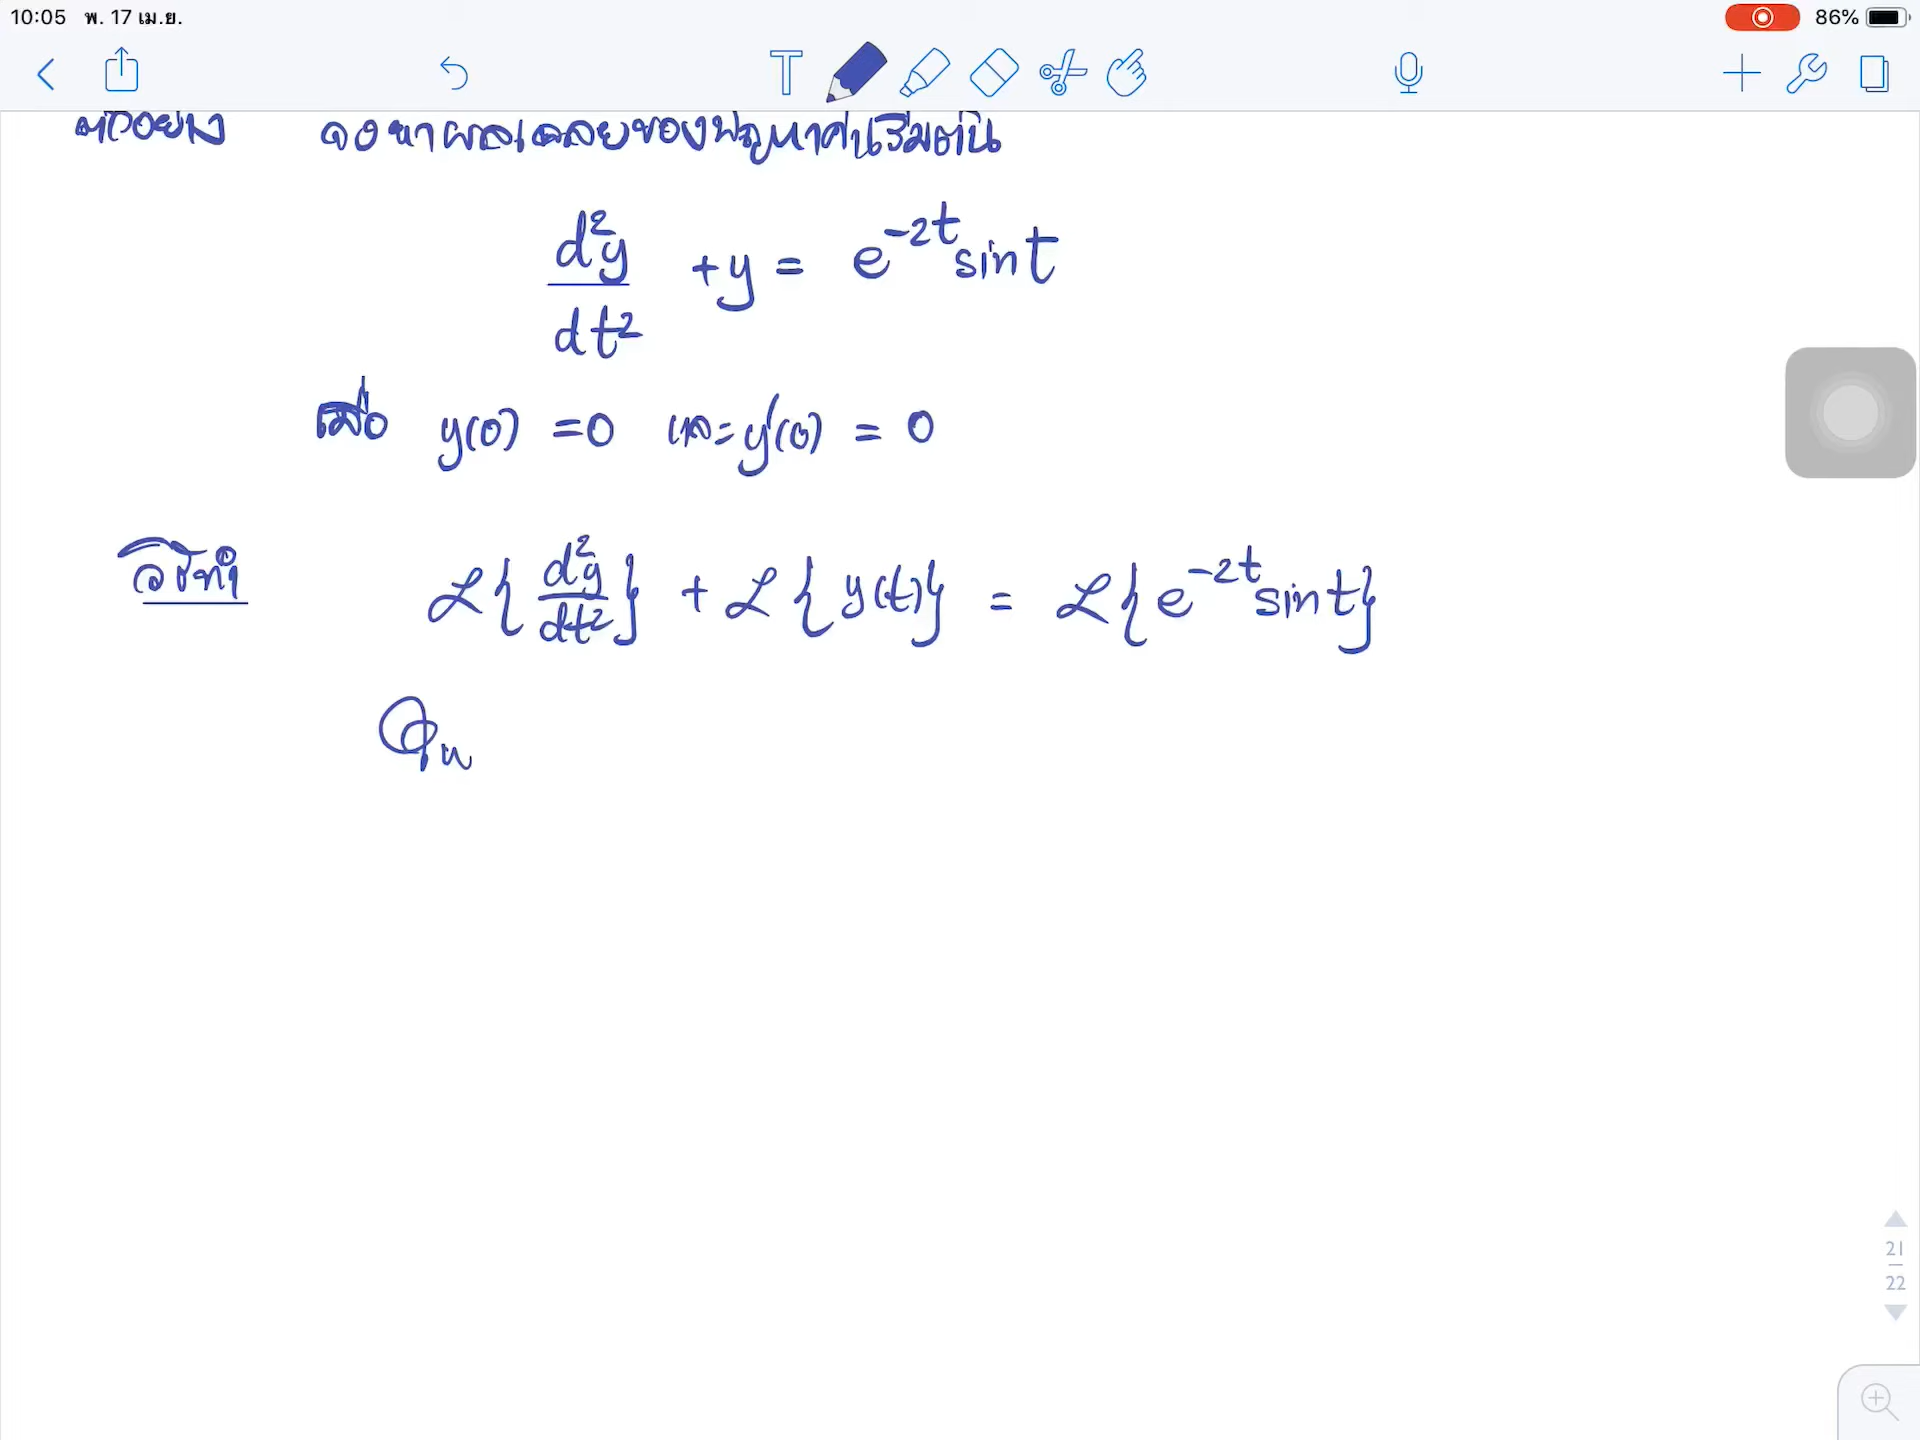 10:05 พ. 17 เม.ย. 86%
T
ตัวอย่าง จงหาผลเฉลยของปัญหาค่าเริ่มต้น
d²y/dt² + y = e^{-2t} sin t
เมื่อ y(0) = 0 และ y'(0) = 0
วิธีทำ ℒ{d²y/dt²} + ℒ{y(t)} = ℒ{e^{-2t} sin t}
21
22